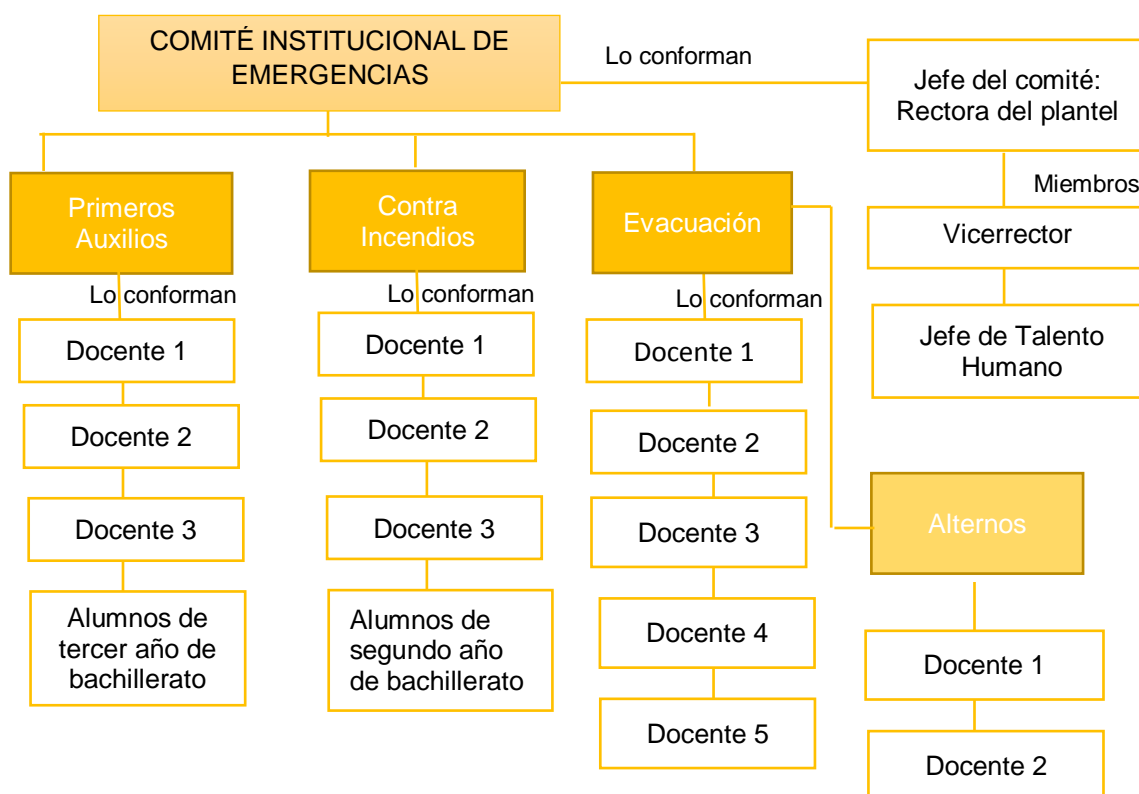 COMITÉ INSTITUCIONAL DE
EMERGENCIAS
Lo conforman
Jefe del comité:
Rectora del plantel
Miembros
Vicerrector
Jefe de Talento
Humano
Primeros
Auxilios
Lo conforman
Docente 1
Docente 2
Docente 3
Alumnos de
tercer año de
bachillerato
Contra
Incendios
Lo conforman
Docente 1
Docente 2
Docente 3
Alumnos de
segundo año
de bachillerato
Evacuación
Lo conforman
Docente 1
Docente 2
Docente 3
Docente 4
Docente 5
Alternos
Docente 1
Docente 2